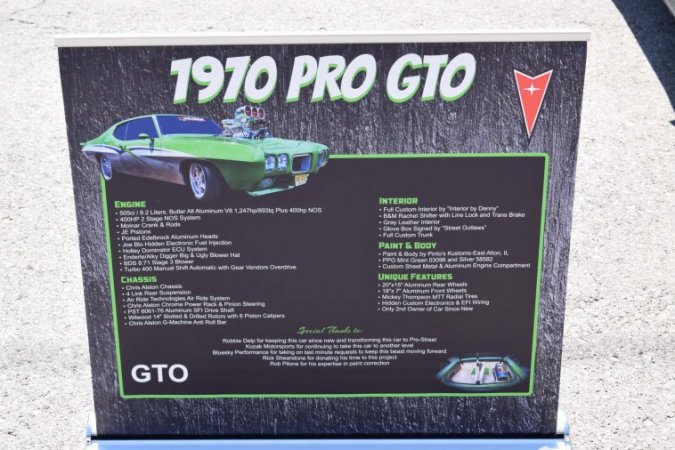 1970 PRO GTO
ENGINE
• 505ci / 8.2 Liters. Butler All Aluminum V8 1,247hp/893tq Plus 400hp NOS
• 400HP 2 Stage NOS System
• Molnar Crank & Rods
• JE Pistons
• Ported Edelbrock Aluminum Heads
• Joe Blo Hidden Electronic Fuel Injection
• Holley Dominator ECU System
• Enderle/Alky Digger Big & Ugly Blower Hat
• BDS 8:71 Stage 3 Blower
• Turbo 400 Manual Shift Automatic with Gear Vendors Overdrive
CHASSIS
• Chris Alston Chassis
• 4 Link Rear Suspension
• Air Ride Technologies Air Ride System
• Chris Alston Chrome Power Rack & Pinion Steering
• PST 6061-T6 Aluminum SFI Drive Shaft
• Wilwood 14" Slotted & Drilled Rotors with 6 Piston Calipers
• Chris Alston G-Machine Anti Roll Bar
INTERIOR
• Full Custom Interior by "Interior by Denny"
• B&M Rachet Shifter with Line Lock and Trans Brake
• Gray Leather Interior
• Glove Box Signed by "Street Outlaws"
• Full Custom Trunk
PAINT & BODY
• Paint & Body by Pinto's Kustoms-East Alton, IL
• PPG Mint Green 03098 and Silver 58582
• Custom Sheet Metal & Aluminum Engine Compartment
UNIQUE FEATURES
• 20"x15" Aluminum Rear Wheels
• 18"x 7" Aluminum Front Wheels
• Mickey Thompson MTT Radial Tires
• Hidden Custom Electronics & EFI Wiring
• Only 2nd Owner of Car Since New
Special Thanks to:
Robbie Delp for keeping this car since new and transforming this car to Pro-Street
Kozak Motorsports for continuing to take this car to another level
Bluesky Performance for taking on last minute requests to keep this beast moving forward
Rick Shearstone for donating his time to this project
Rob Pitone for his expertise in paint correction
GTO